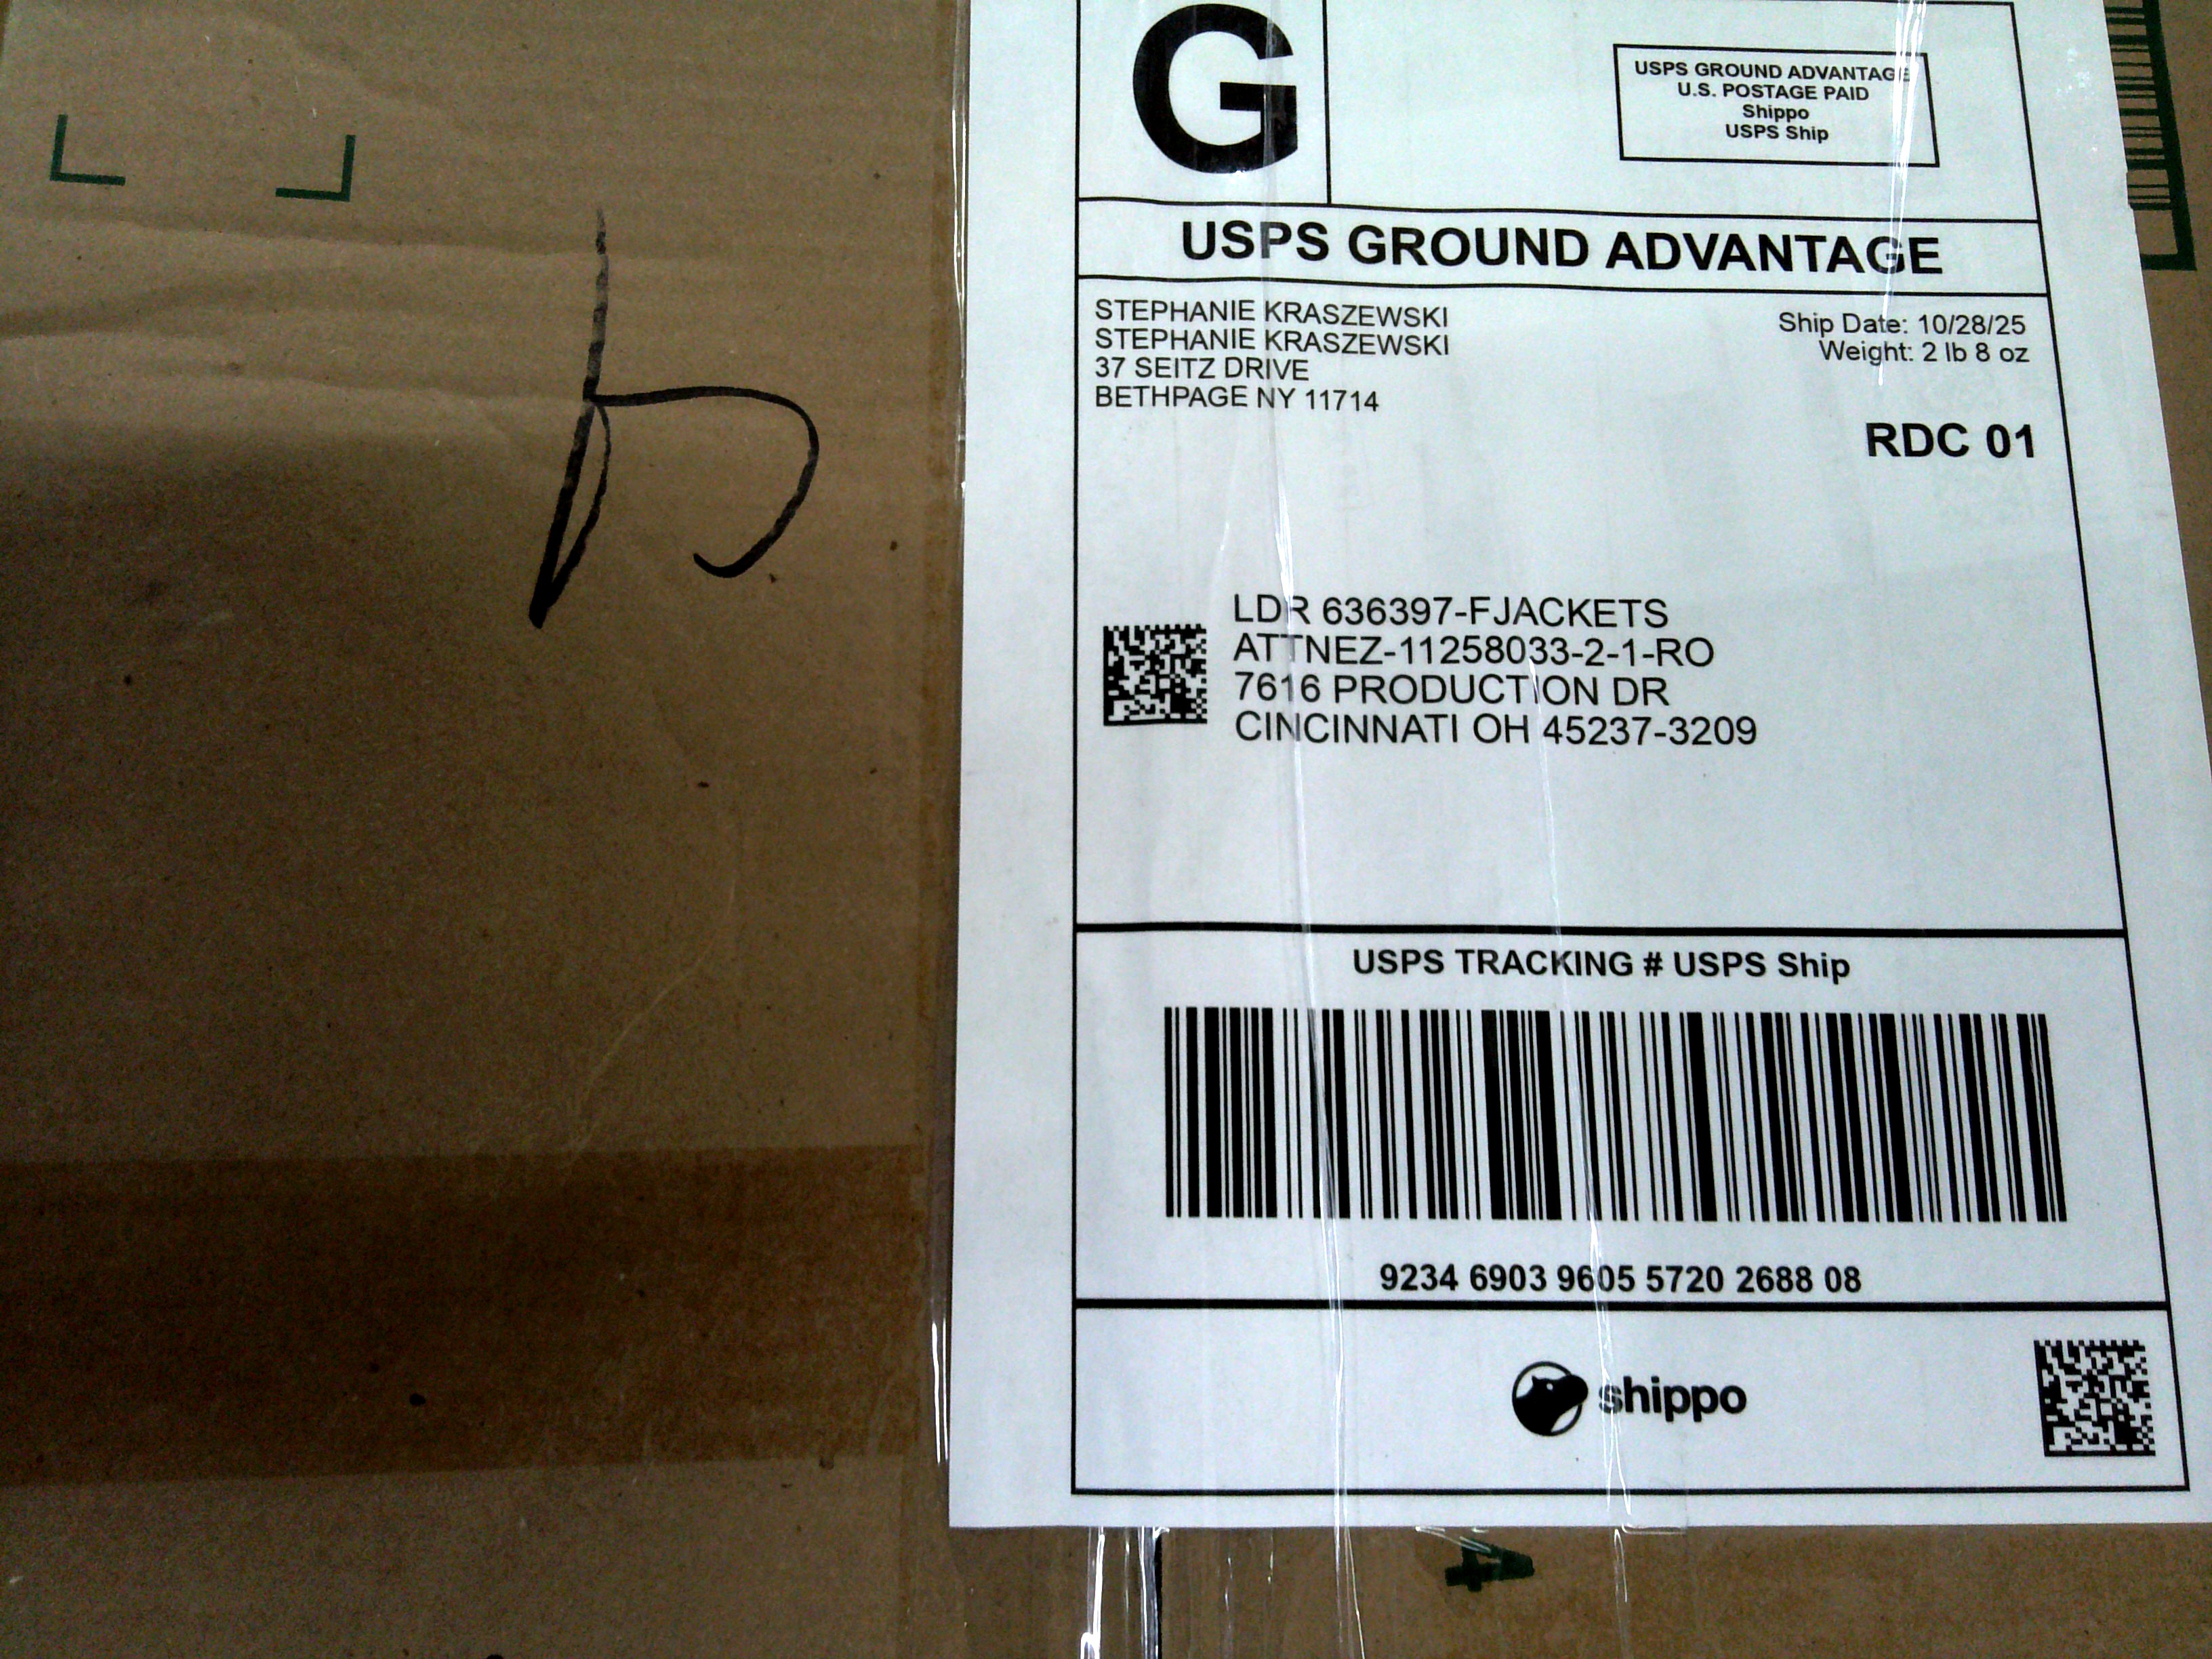 G
USPS GROUND ADVANTAGE
U.S. POSTAGE PAID
Shippo
USPS Ship
USPS GROUND ADVANTAGE
STEPHANIE KRASZEWSKI
STEPHANIE KRASZEWSKI
37 SEITZ DRIVE
BETHPAGE NY 11714
Ship Date: 10/28/25
Weight: 2 lb 8 oz
RDC 01
LDR 636397-FJACKETS
ATTNEZ-11258033-2-1-RO
7616 PRODUCTION DR
CINCINNATI OH 45237-3209
USPS TRACKING # USPS Ship
9234 6903 9605 5720 2688 08
shippo
4